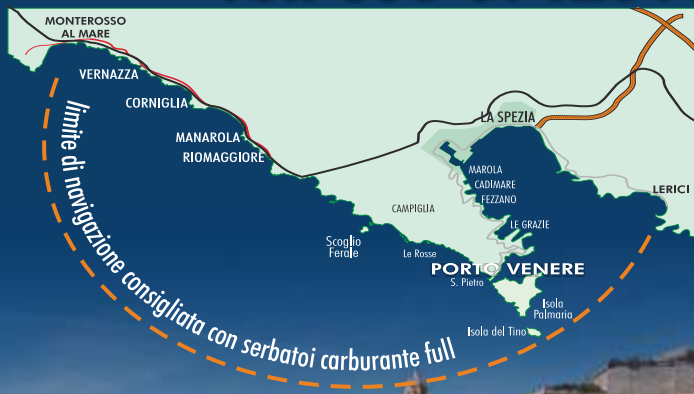 MONTEROSSO
AL MARE
VERNAZZA
CORNIGLIA
MANAROLA
RIOMAGGIORE
LA SPEZIA
MAROLA
CADIMARE
FEZZANO
LERICI
CAMPIGLIA
LE GRAZIE
Scoglio
Ferale
Le Rosse
PORTO VENERE
S. Pietro
Isola
Palmaria
Isola del Tino
limite di navigazione consigliata con serbatoi carburante full